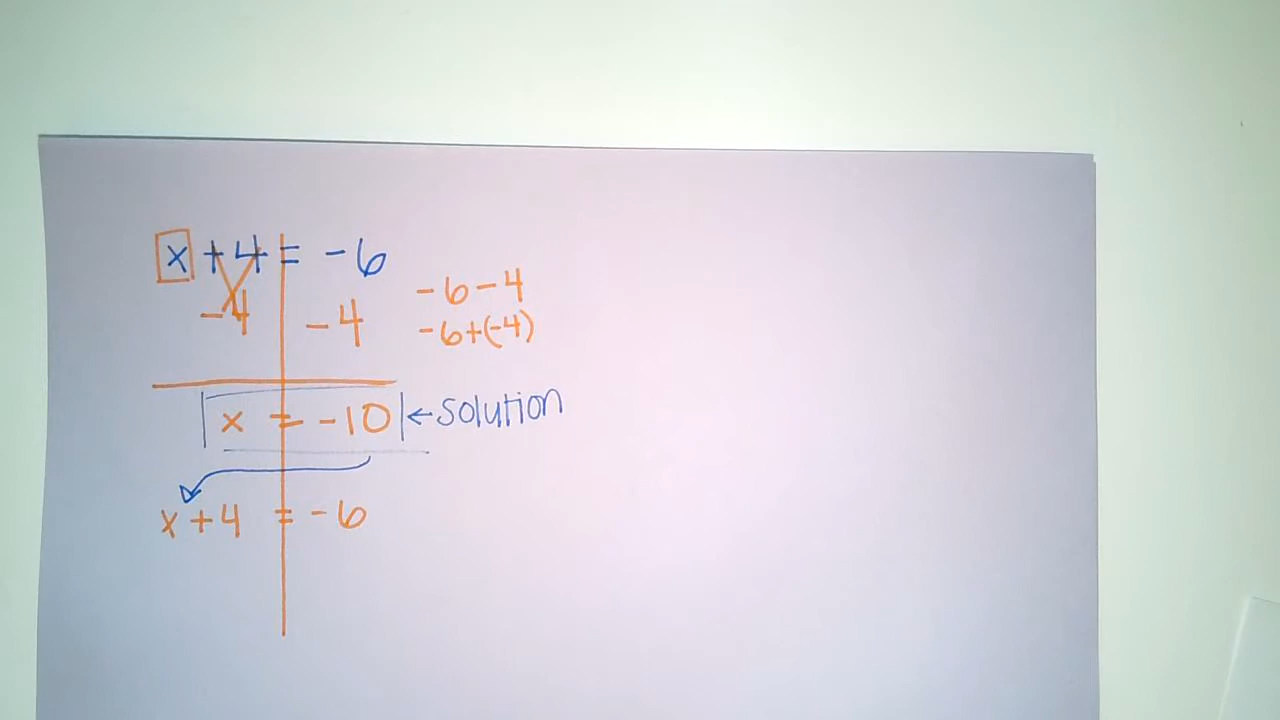 x + 4 = -6
-4 -4
-6-4
-6+(-4)
x = -10 ← solution
x + 4 = -6